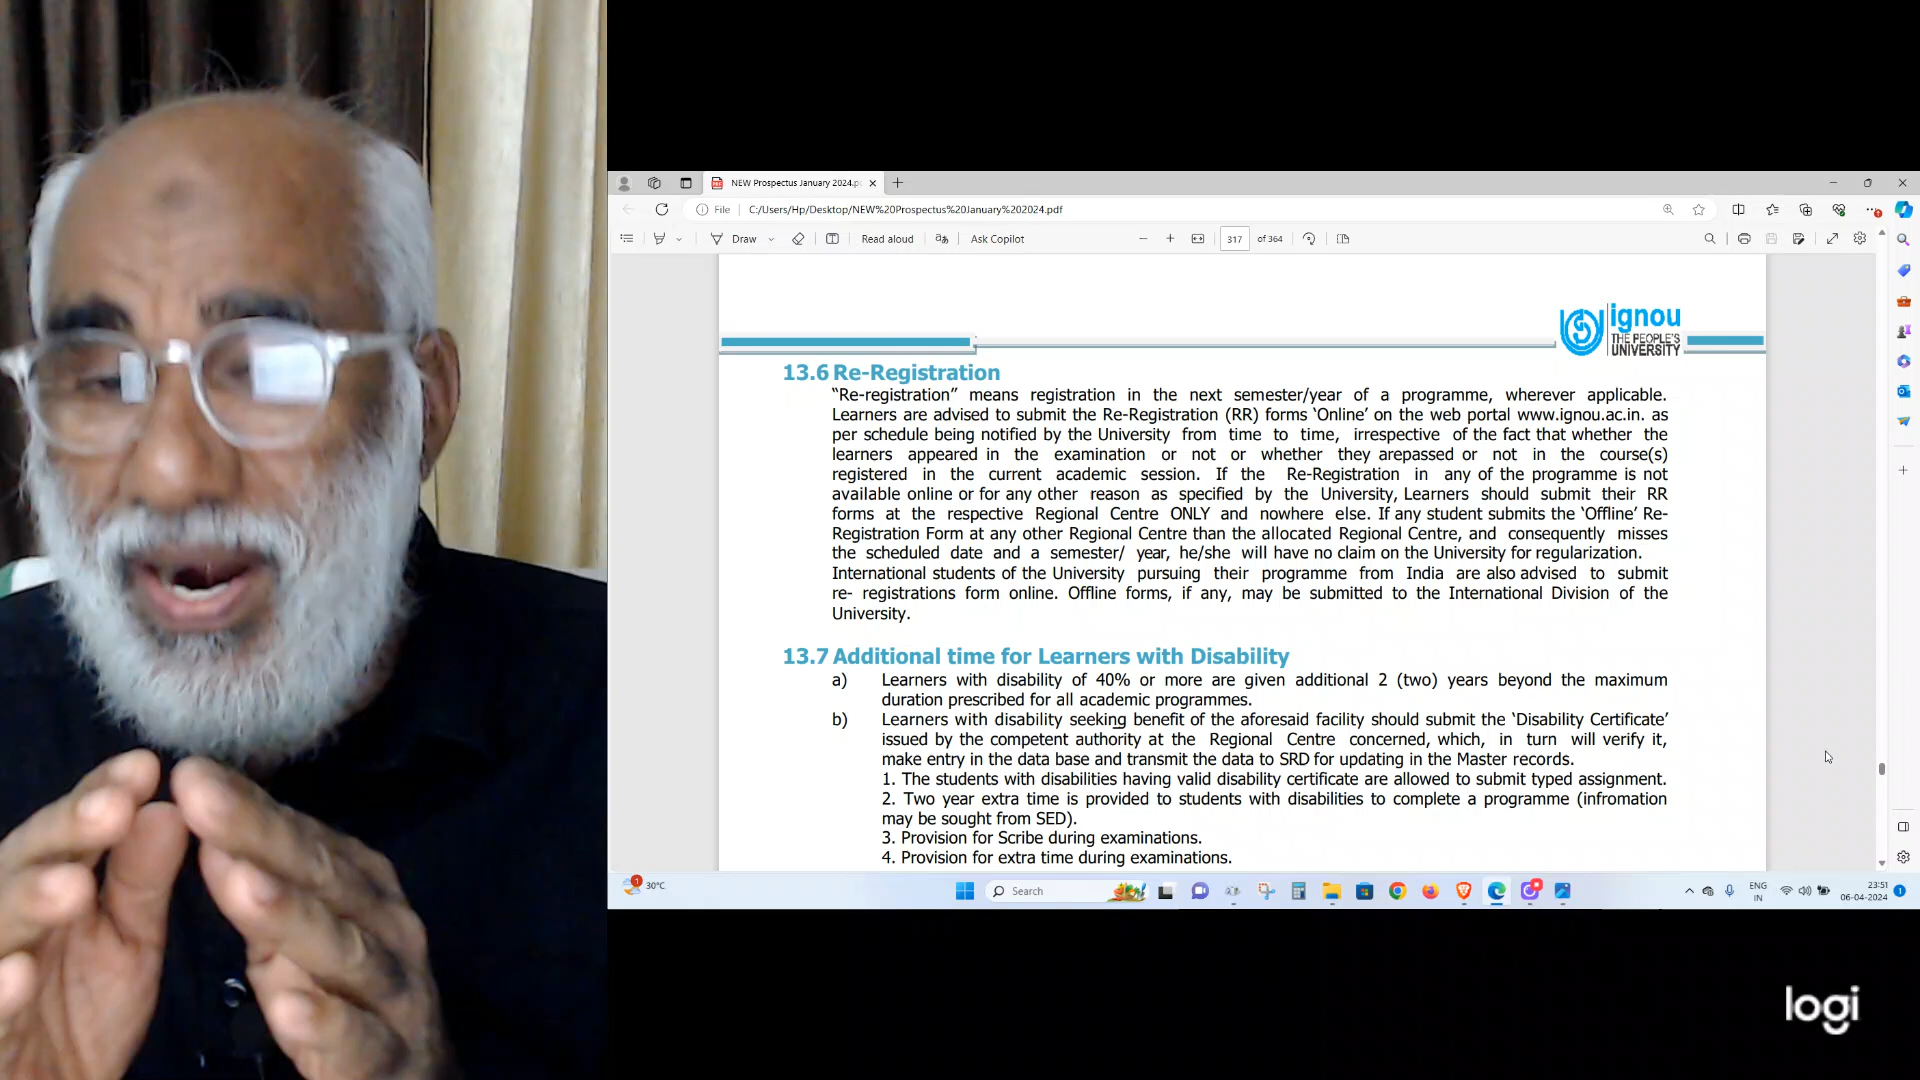 NEW Prospectus January 2024.p
File
C:/Users/Hp/Desktop/NEW%20Prospectus%20January%202024.pdf
Draw
Read aloud
Ask Copilot
317
of 364
ignou
THE PEOPLE'S
UNIVERSITY
13.6 Re-Registration
“Re-registration” means registration in the next semester/year of a programme, wherever applicable.
Learners are advised to submit the Re-Registration (RR) forms ‘Online’ on the web portal www.ignou.ac.in. as
per schedule being notified by the University from time to time, irrespective of the fact that whether the
learners appeared in the examination or not or whether they arepassed or not in the course(s)
registered in the current academic session. If the Re-Registration in any of the programme is not
available online or for any other reason as specified by the University, Learners should submit their RR
forms at the respective Regional Centre ONLY and nowhere else. If any student submits the ‘Offline’ Re-
Registration Form at any other Regional Centre than the allocated Regional Centre, and consequently misses
the scheduled date and a semester/ year, he/she will have no claim on the University for regularization.
International students of the University pursuing their programme from India are also advised to submit
re- registrations form online. Offline forms, if any, may be submitted to the International Division of the
University.
13.7 Additional time for Learners with Disability
a) Learners with disability of 40% or more are given additional 2 (two) years beyond the maximum
duration prescribed for all academic programmes.
b) Learners with disability seeking benefit of the aforesaid facility should submit the ‘Disability Certificate’
issued by the competent authority at the Regional Centre concerned, which, in turn will verify it,
make entry in the data base and transmit the data to SRD for updating in the Master records.
1. The students with disabilities having valid disability certificate are allowed to submit typed assignment.
2. Two year extra time is provided to students with disabilities to complete a programme (infromation
may be sought from SED).
3. Provision for Scribe during examinations.
4. Provision for extra time during examinations.
1
30°C
Search
ENG
IN
23:51
06-04-2024
1
logi